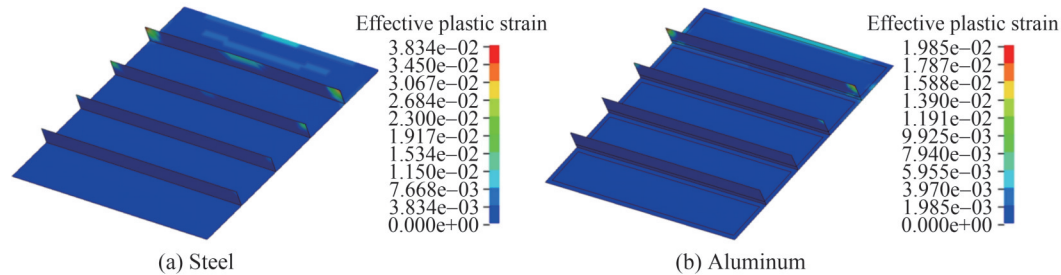 Effective plastic strain
3.834e−02
3.450e−02
3.067e−02
2.684e−02
2.300e−02
1.917e−02
1.534e−02
1.150e−02
7.668e−03
3.834e−03
0.000e+00
(a) Steel
Effective plastic strain
1.985e−02
1.787e−02
1.588e−02
1.390e−02
1.191e−02
9.925e−03
7.940e−03
5.955e−03
3.970e−03
1.985e−03
0.000e+00
(b) Aluminum